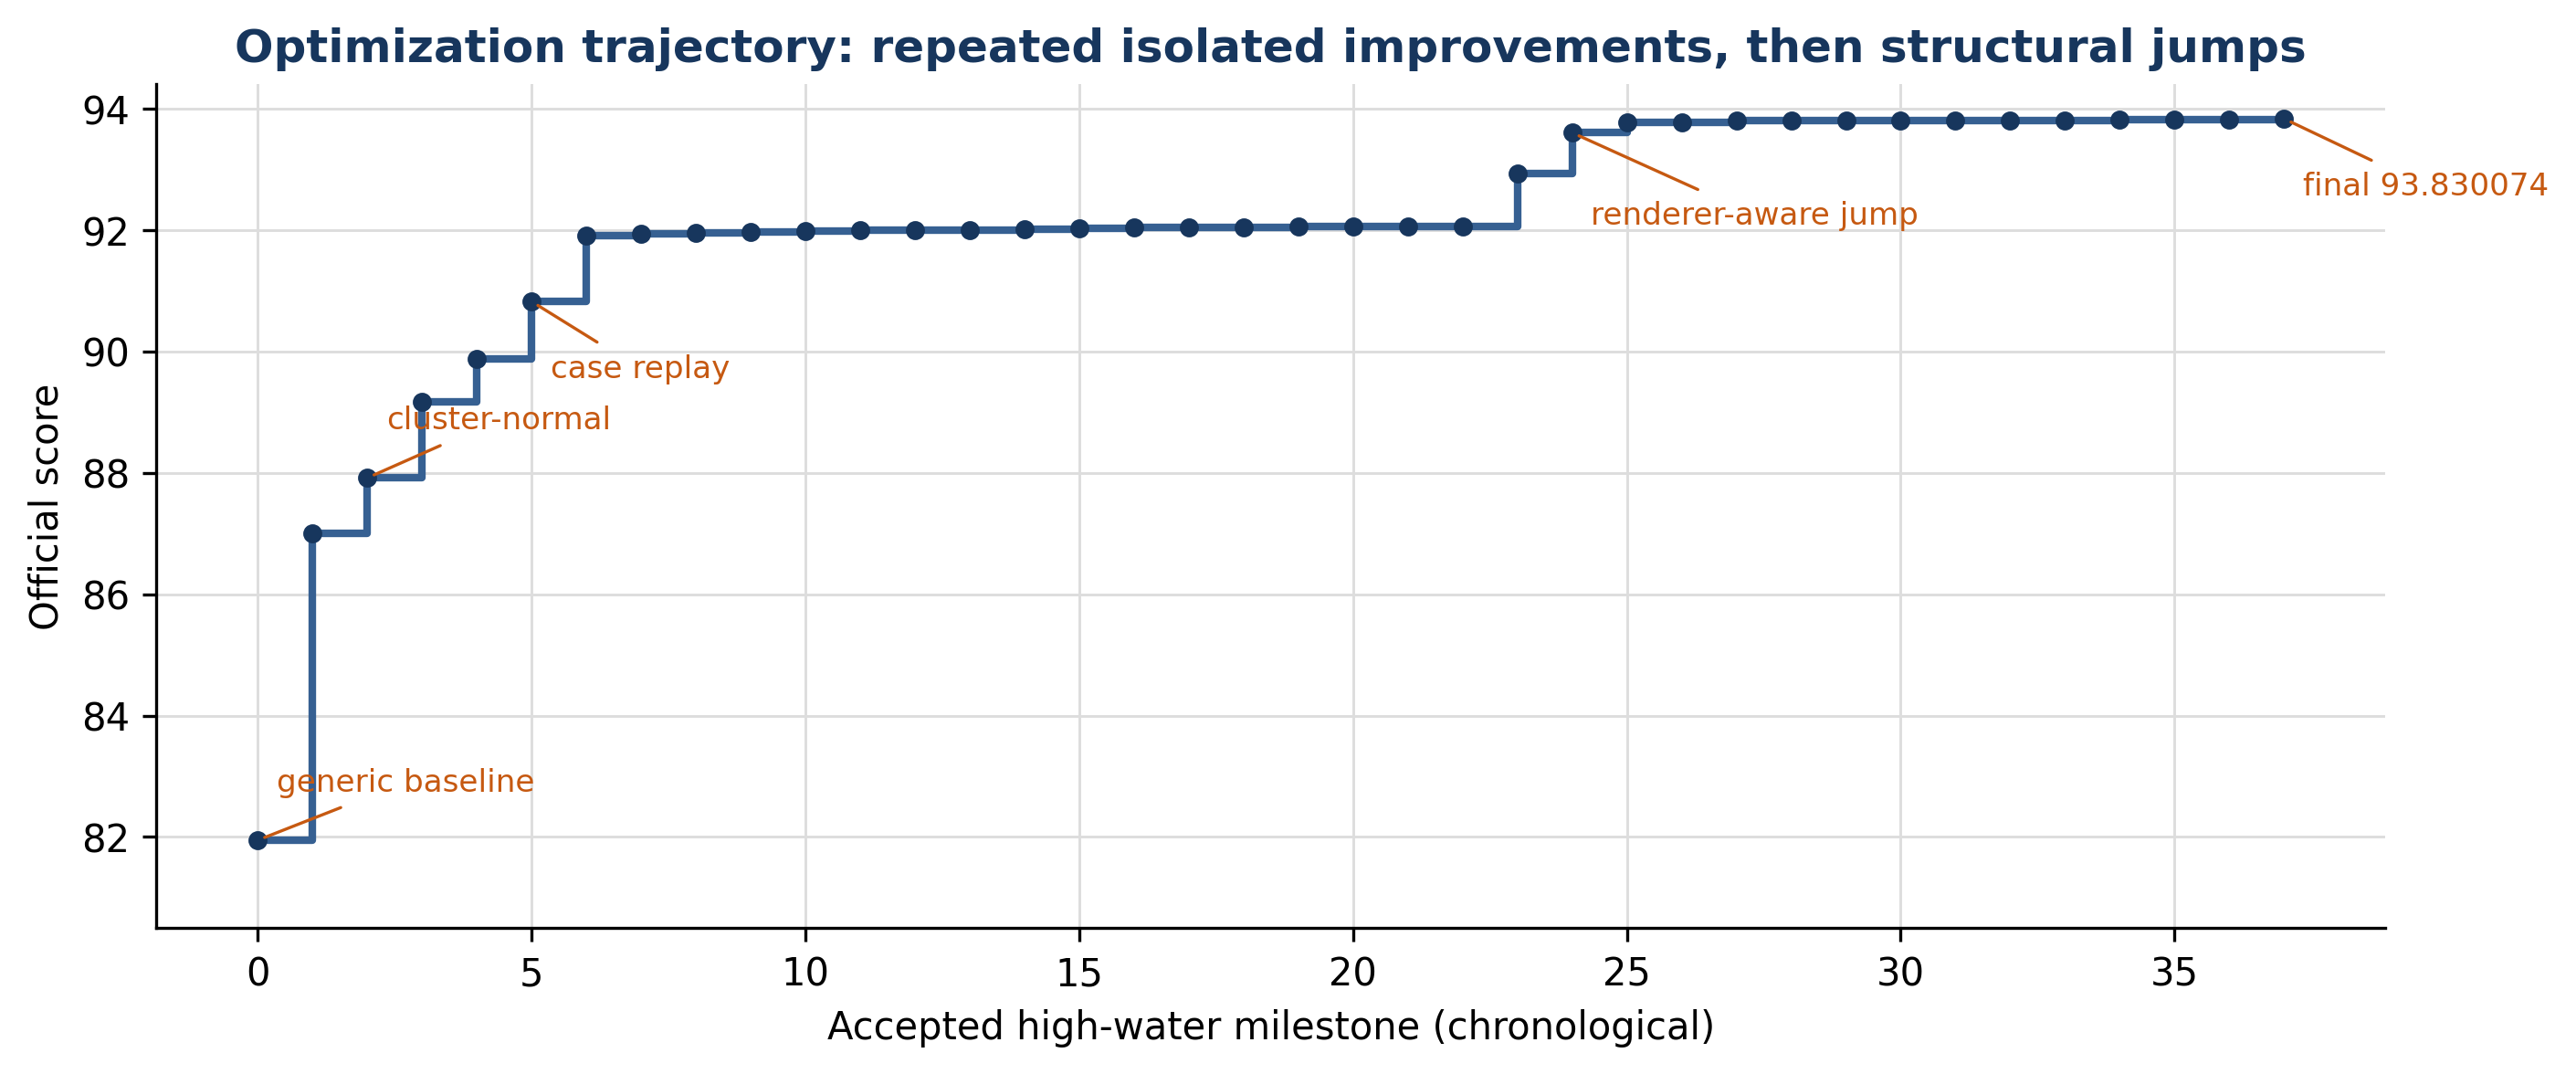 Optimization trajectory: repeated isolated improvements, then structural jumps
94
92
90
88
86
84
82
Official score
final 93.830074
renderer-aware jump
case replay
cluster-normal
generic baseline
0 5 10 15 20 25 30 35
Accepted high-water milestone (chronological)